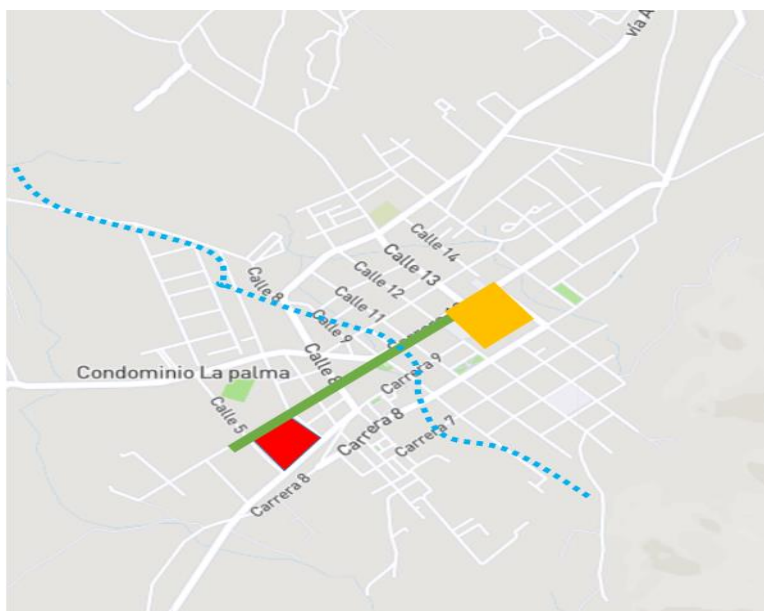 vía A
Calle 14
Calle 13
Calle 12
Calle 8
Calle 11
Calle 9
Carrera 9
Calle 8
Condominio La palma
Calle 5
Carrera 8
Carrera 7
Carrera 8